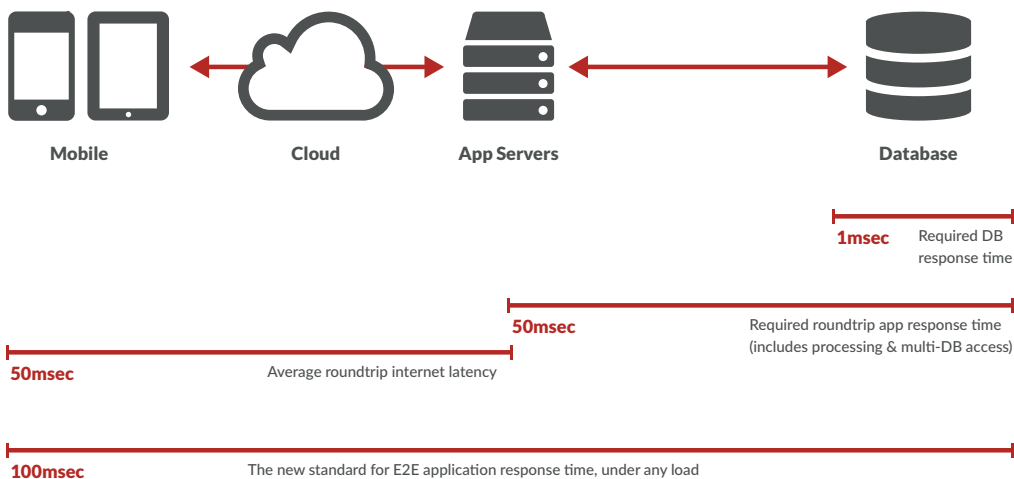 Mobile
Cloud
App Servers
Database
1msec
Required DB
response time
50msec
Required roundtrip app response time
(includes processing & multi-DB access)
50msec
Average roundtrip internet latency
100msec
The new standard for E2E application response time, under any load